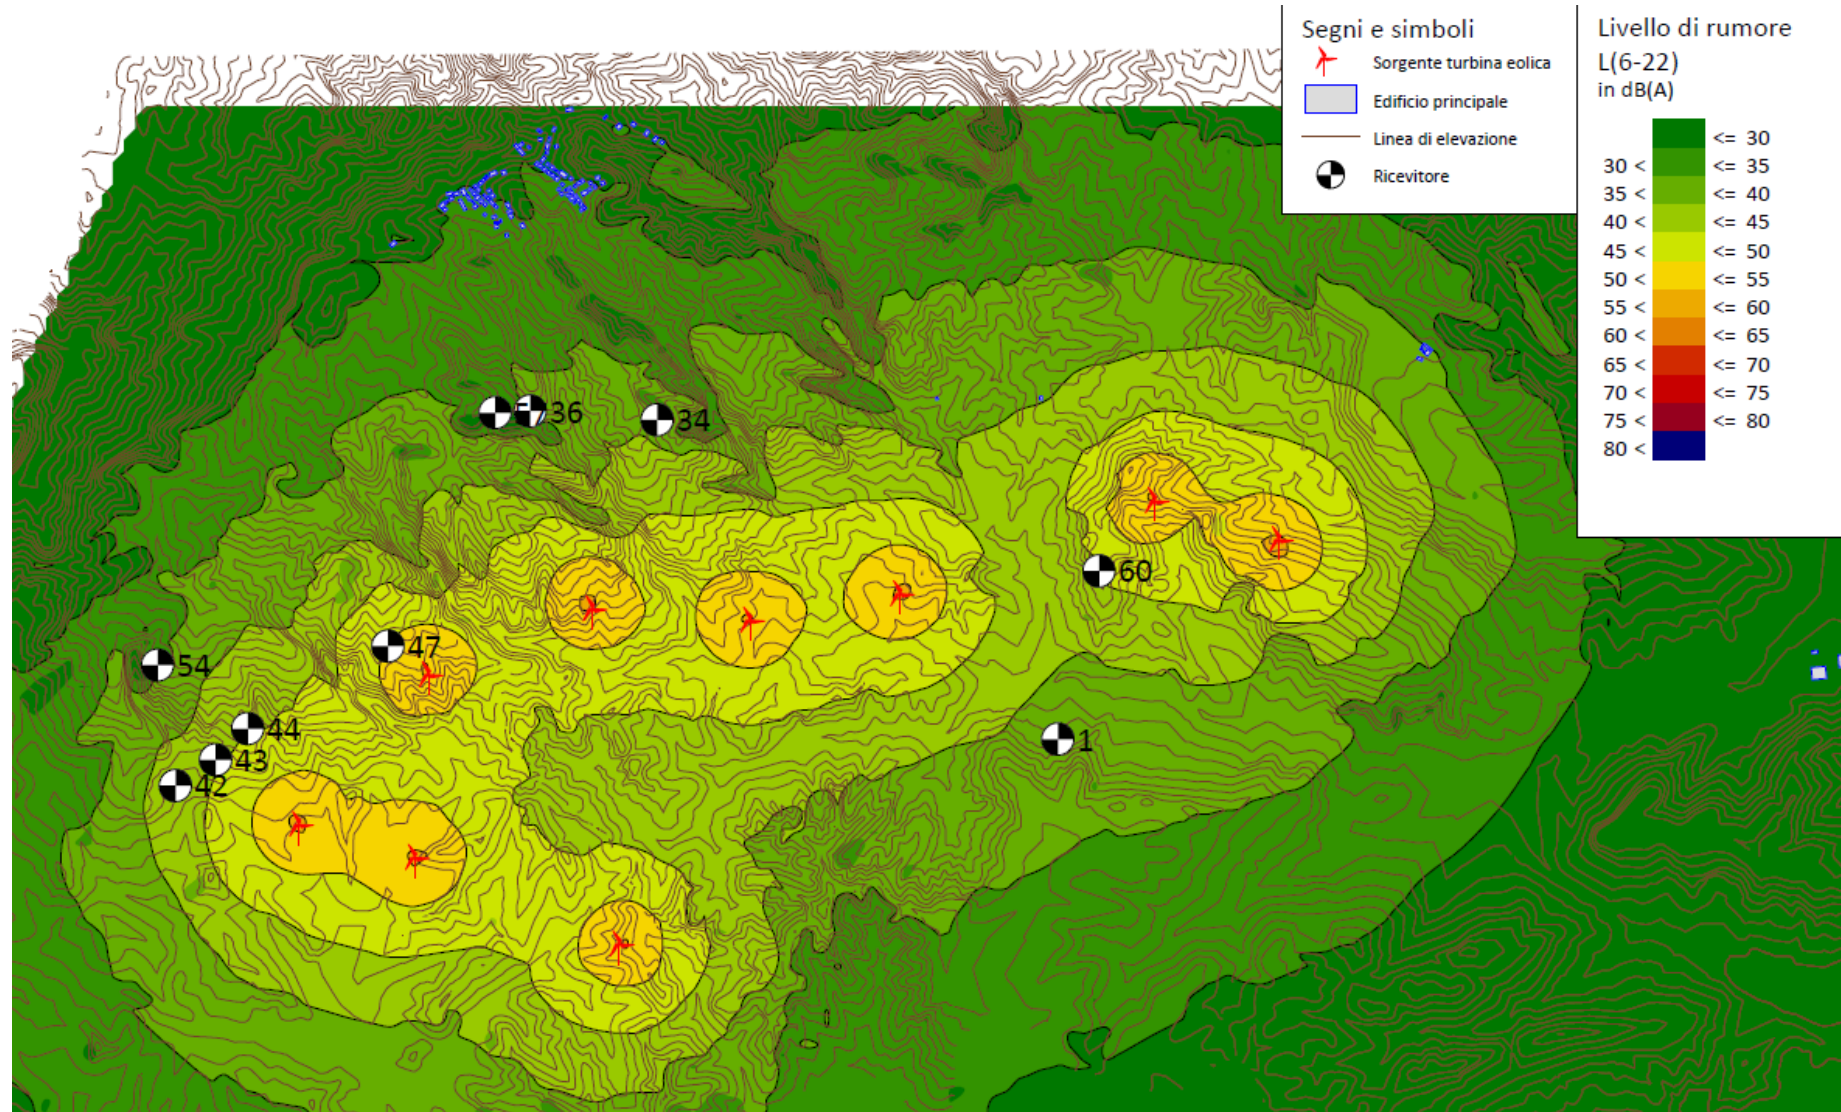 Segni e simboli
Sorgente turbina eolica
Edificio principale
Linea di elevazione
Ricevitore
Livello di rumore
L(6-22)
in dB(A)
<= 30
30 < <= 35
35 < <= 40
40 < <= 45
45 < <= 50
50 < <= 55
55 < <= 60
60 < <= 65
65 < <= 70
70 < <= 75
75 < <= 80
80 <
36
34
60
47
54
44
43
42
1